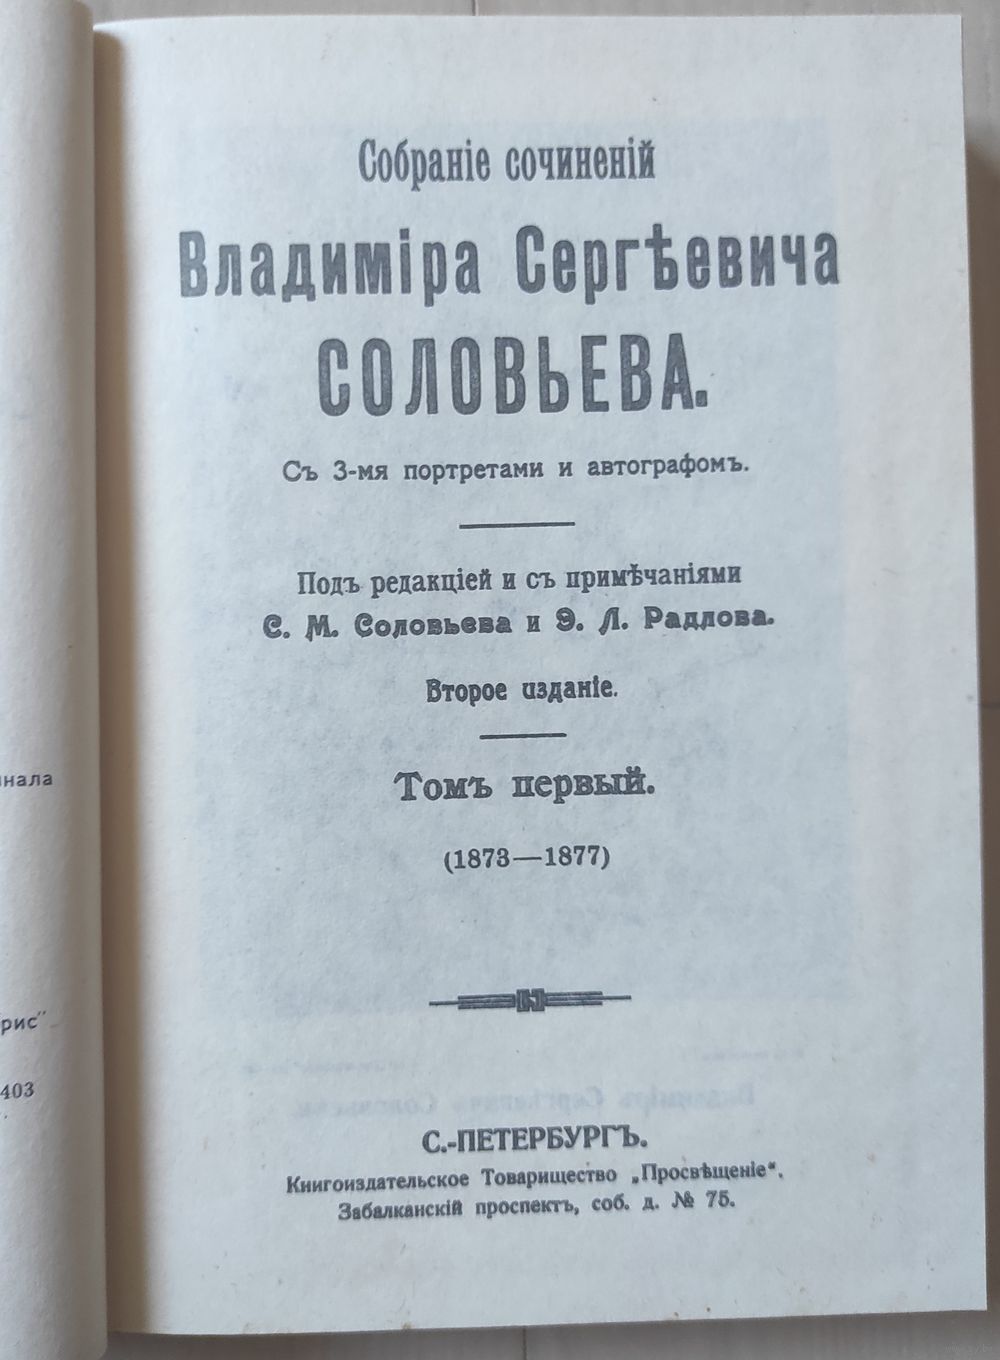 Собраніе сочиненій
Владиміра Сергѣевича
СОЛОВЬЕВА.
Съ 3-мя портретами и автографомъ.
Подъ редакціей и съ примѣчаніями
С. М. Соловьева и Э. Л. Радлова.
Второе изданіе.
Томъ первый.
(1873—1877)
С.-ПЕТЕРБУРГЪ.
Книгоиздательское Товарищество „Просвѣщеніе“.
Забалканскій проспектъ, соб. д. № 75.
нала
рис"
403